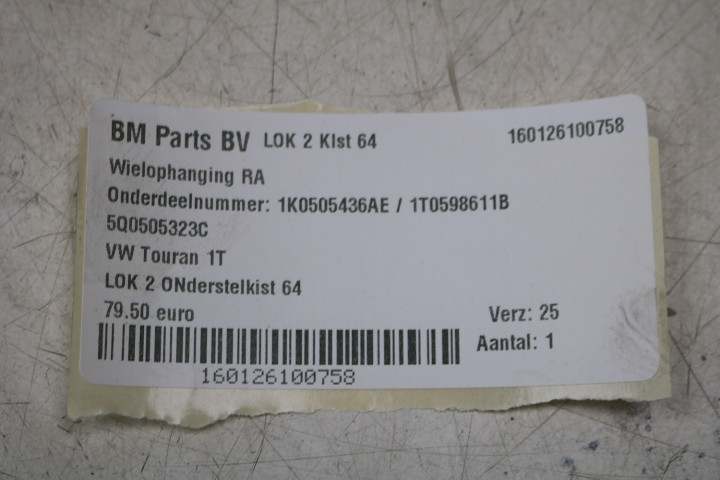 BM Parts BV LOK 2 Klst 64 160126100758
Wielophanging RA
Onderdeelnummer: 1K0505436AE / 1T0598611B
5Q0505323C
VW Touran 1T
LOK 2 ONderstelkist 64
79.50 euro Verz: 25
Aantal: 1
160126100758